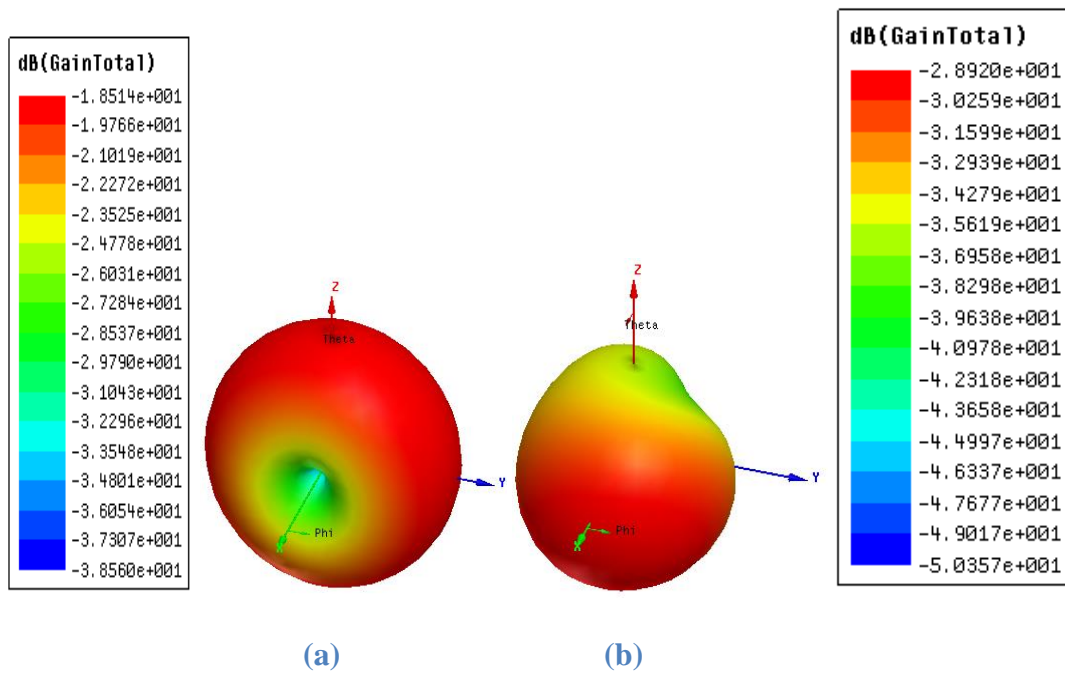 dB(GainTotal)
-1.8514e+001
-1.9766e+001
-2.1019e+001
-2.2272e+001
-2.3525e+001
-2.4778e+001
-2.6031e+001
-2.7284e+001
-2.8537e+001
-2.9790e+001
-3.1043e+001
-3.2296e+001
-3.3548e+001
-3.4801e+001
-3.6054e+001
-3.7307e+001
-3.8560e+001
Z
Theta
Y
Phi
X
(a)
Z
Theta
Y
Phi
X
(b)
dB(GainTotal)
-2.8920e+001
-3.0259e+001
-3.1599e+001
-3.2939e+001
-3.4279e+001
-3.5619e+001
-3.6958e+001
-3.8298e+001
-3.9638e+001
-4.0978e+001
-4.2318e+001
-4.3658e+001
-4.4997e+001
-4.6337e+001
-4.7677e+001
-4.9017e+001
-5.0357e+001